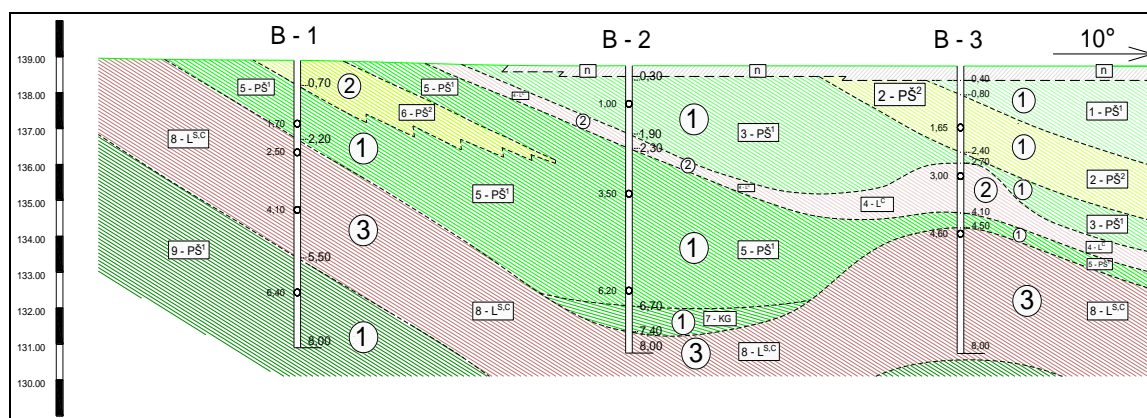 B - 1
B - 2
B - 3
10°
139.00
138.00
137.00
136.00
135.00
134.00
133.00
132.00
131.00
130.00
0,70
1,70
2,20
2,50
4,10
5,50
6,40
8,00
0,30
1,00
1,90
2,30
3,50
6,20
6,70
7,40
8,00
0,40
0,80
1,65
2,40
2,70
3,00
4,10
4,50
4,60
8,00
n
n
n
5 - PŠ¹
2
5 - PŠ¹
6 - PŠ²
2
1
3 - PŠ¹
2 - PŠ²
1
1 - PŠ¹
8 - L^S,C
1
1
2
2 - PŠ²
5 - PŠ¹
4 - L^C
2
1
3 - PŠ¹
3
9 - PŠ¹
1
5 - PŠ¹
1
4 - L^C
5 - PŠ¹
3
8 - L^S,C
8 - L^S,C
1
7 - KG
1
3
8 - L^S,C